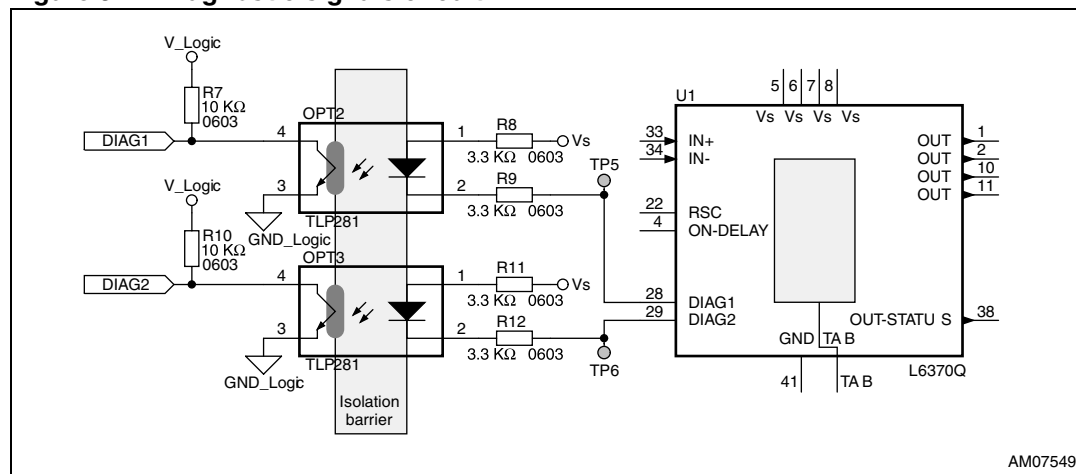 V_Logic
R7
10 KΩ
0603
DIAG1
OPT2
4
3
1
2
R8
3.3 KΩ 0603
Vs
R9
3.3 KΩ 0603
TP5
TLP281
GND_Logic
V_Logic
R10
10 KΩ
0603
DIAG2
OPT3
4
3
1
2
R11
3.3 KΩ 0603
Vs
R12
3.3 KΩ 0603
TP6
TLP281
GND_Logic
Isolation
barrier
U1
5 6 7 8
Vs Vs Vs Vs
33 IN+
34 IN-
22 RSC
4 ON-DELAY
28 DIAG1
29 DIAG2
OUT 1
OUT 2
OUT 10
OUT 11
OUT-STATU S 38
GND TA B
41 TA B
L6370Q
AM07549